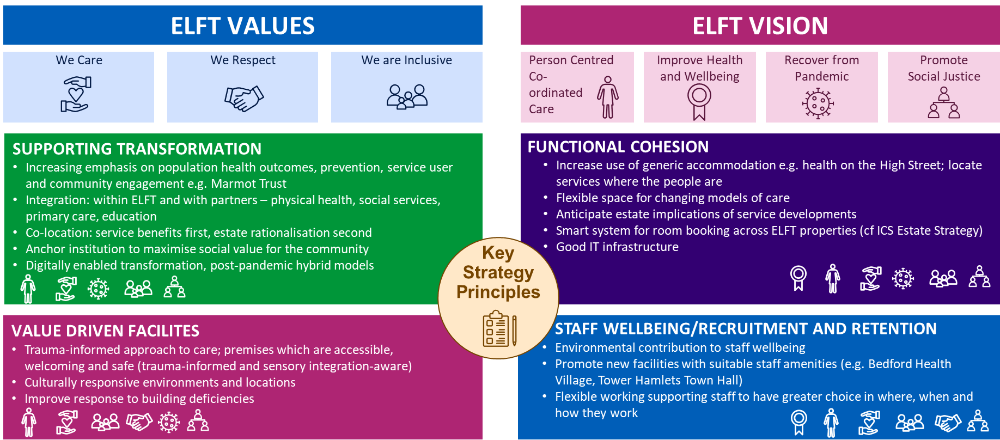 ELFT VALUES
We Care
We Respect
We are Inclusive
ELFT VISION
Person Centred
Co-
ordinated
Care
Improve Health
and Wellbeing
Recover from
Pandemic
Promote
Social Justice
SUPPORTING TRANSFORMATION
• Increasing emphasis on population health outcomes, prevention, service user
and community engagement e.g. Marmot Trust
• Integration: within ELFT and with partners – physical health, social services,
primary care, education
• Co-location: service benefits first, estate rationalisation second
• Anchor institution to maximise social value for the community
• Digitally enabled transformation, post-pandemic hybrid models
FUNCTIONAL COHESION
• Increase use of generic accommodation e.g. health on the High Street; locate
services where the people are
• Flexible space for changing models of care
• Anticipate estate implications of service developments
• Smart system for room booking across ELFT properties (cf ICS Estate Strategy)
• Good IT infrastructure
Key
Strategy
Principles
VALUE DRIVEN FACILITES
• Trauma-informed approach to care; premises which are accessible,
welcoming and safe (trauma-informed and sensory integration-aware)
• Culturally responsive environments and locations
• Improve response to building deficiencies
STAFF WELLBEING/RECRUITMENT AND RETENTION
• Environmental contribution to staff wellbeing
• Promote new facilities with suitable staff amenities (e.g. Bedford Health
Village, Tower Hamlets Town Hall)
• Flexible working supporting staff to have greater choice in where, when and
how they work